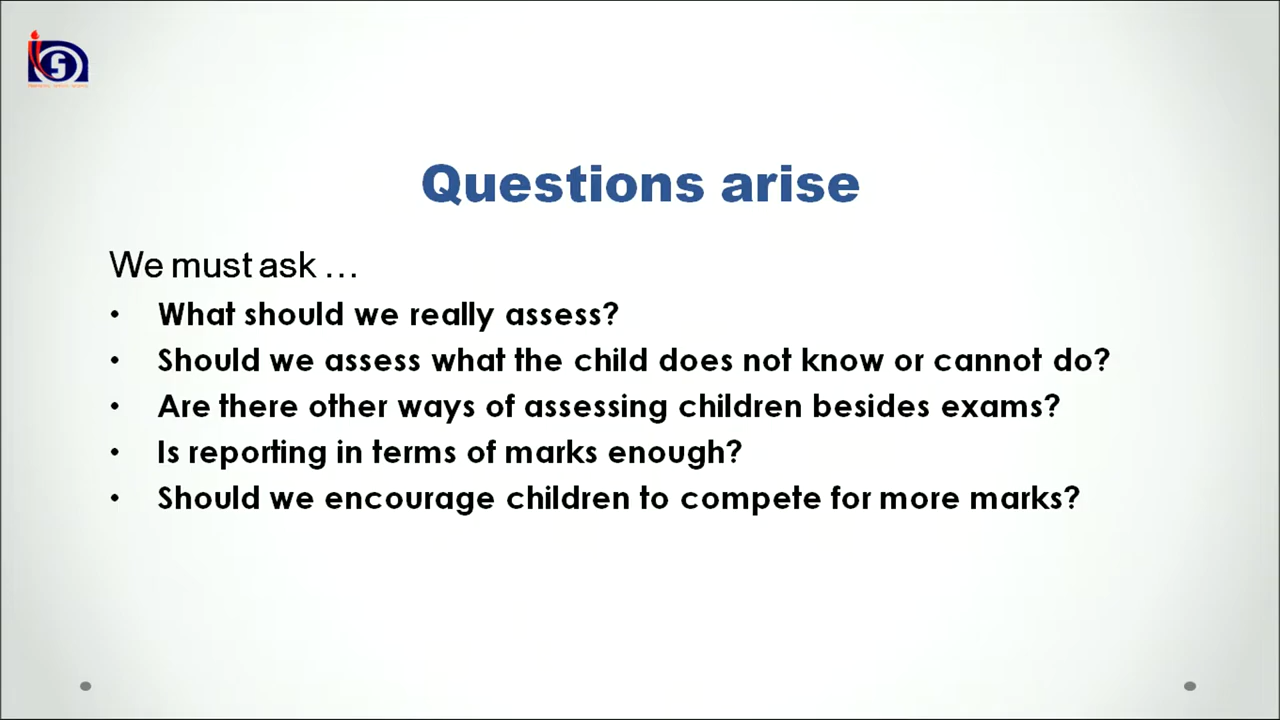 Questions arise
We must ask …
• What should we really assess?
• Should we assess what the child does not know or cannot do?
• Are there other ways of assessing children besides exams?
• Is reporting in terms of marks enough?
• Should we encourage children to compete for more marks?